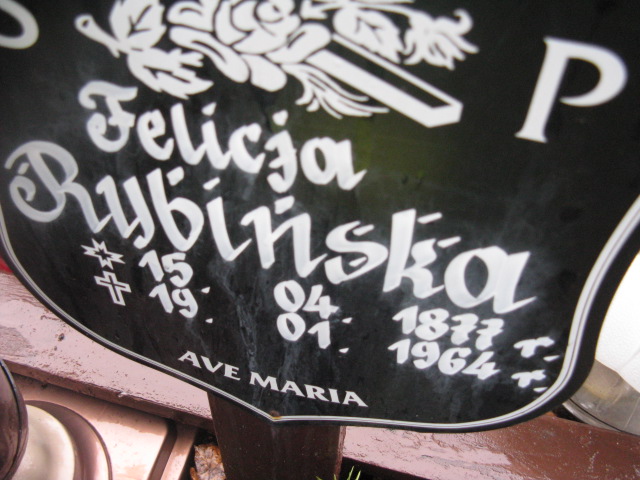 P
Felicja
Rybińska
15 04 1877 r.
19. 01. 1964 r.
AVE MARIA